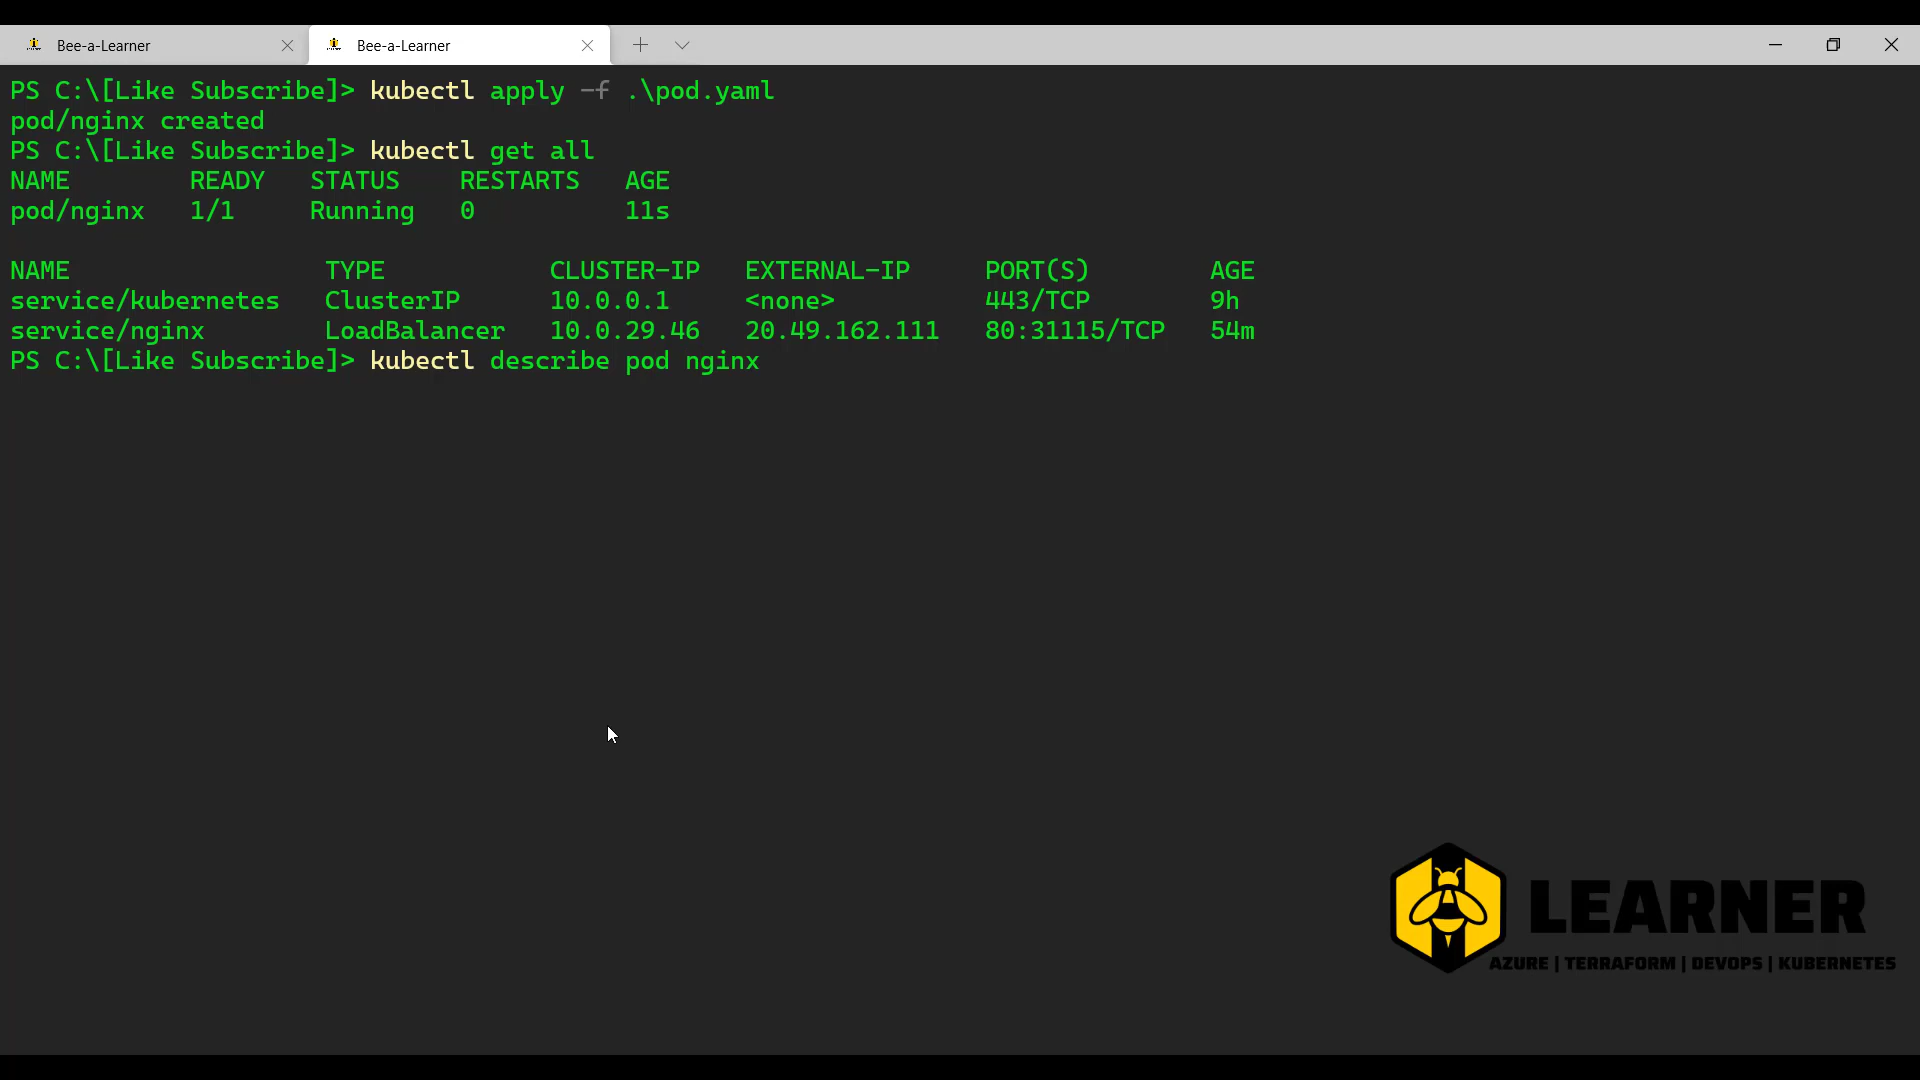 Bee-a-Learner
Bee-a-Learner
PS C:\[Like Subscribe]> kubectl apply -f .\pod.yaml
pod/nginx created
PS C:\[Like Subscribe]> kubectl get all
NAME        READY   STATUS    RESTARTS   AGE
pod/nginx   1/1     Running   0          11s
NAME                 TYPE           CLUSTER-IP   EXTERNAL-IP     PORT(S)        AGE
service/kubernetes   ClusterIP      10.0.0.1     <none>          443/TCP        9h
service/nginx        LoadBalancer   10.0.29.46   20.49.162.111   80:31115/TCP   54m
PS C:\[Like Subscribe]> kubectl describe pod nginx
LEARNER
AZURE | TERRAFORM | DEVOPS | KUBERNETES